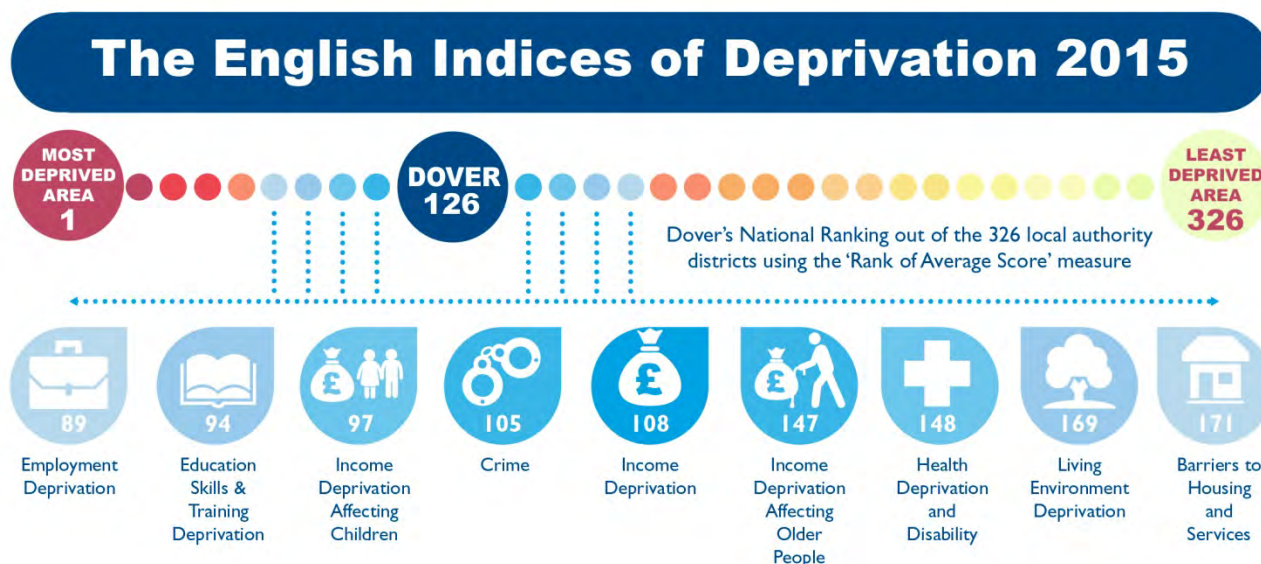 The English Indices of Deprivation 2015
MOST
DEPRIVED
AREA
1
DOVER
126
LEAST
DEPRIVED
AREA
326
Dover's National Ranking out of the 326 local authority
districts using the 'Rank of Average Score' measure
£
£
£
89
94
97
105
108
147
148
169
171
Employment
Deprivation
Education
Skills &
Training
Deprivation
Income
Deprivation
Affecting
Children
Crime
Income
Deprivation
Income
Deprivation
Affecting
Older
People
Health
Deprivation
and
Disability
Living
Environment
Deprivation
Barriers to
Housing
and
Services